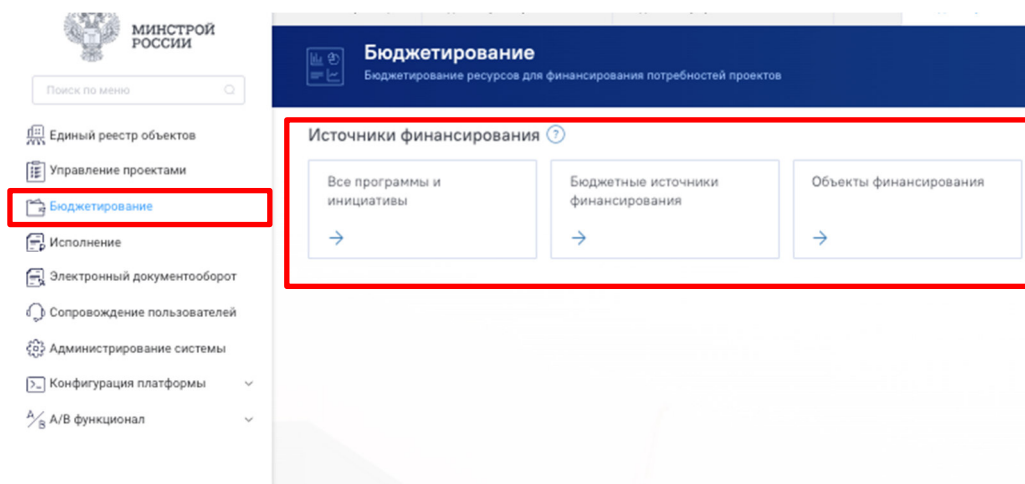 МИНСТРОЙ
РОССИИ
Поиск по меню
Единый реестр объектов
Управление проектами
Бюджетирование
Исполнение
Электронный документооборот
Сопровождение пользователей
Администрирование системы
Конфигурация платформы
A/B A/B функционал
Бюджетирование
Бюджетирование ресурсов для финансирования потребностей проектов
Источники финансирования ?
Все программы и
инициативы
Бюджетные источники
финансирования
Объекты финансирования